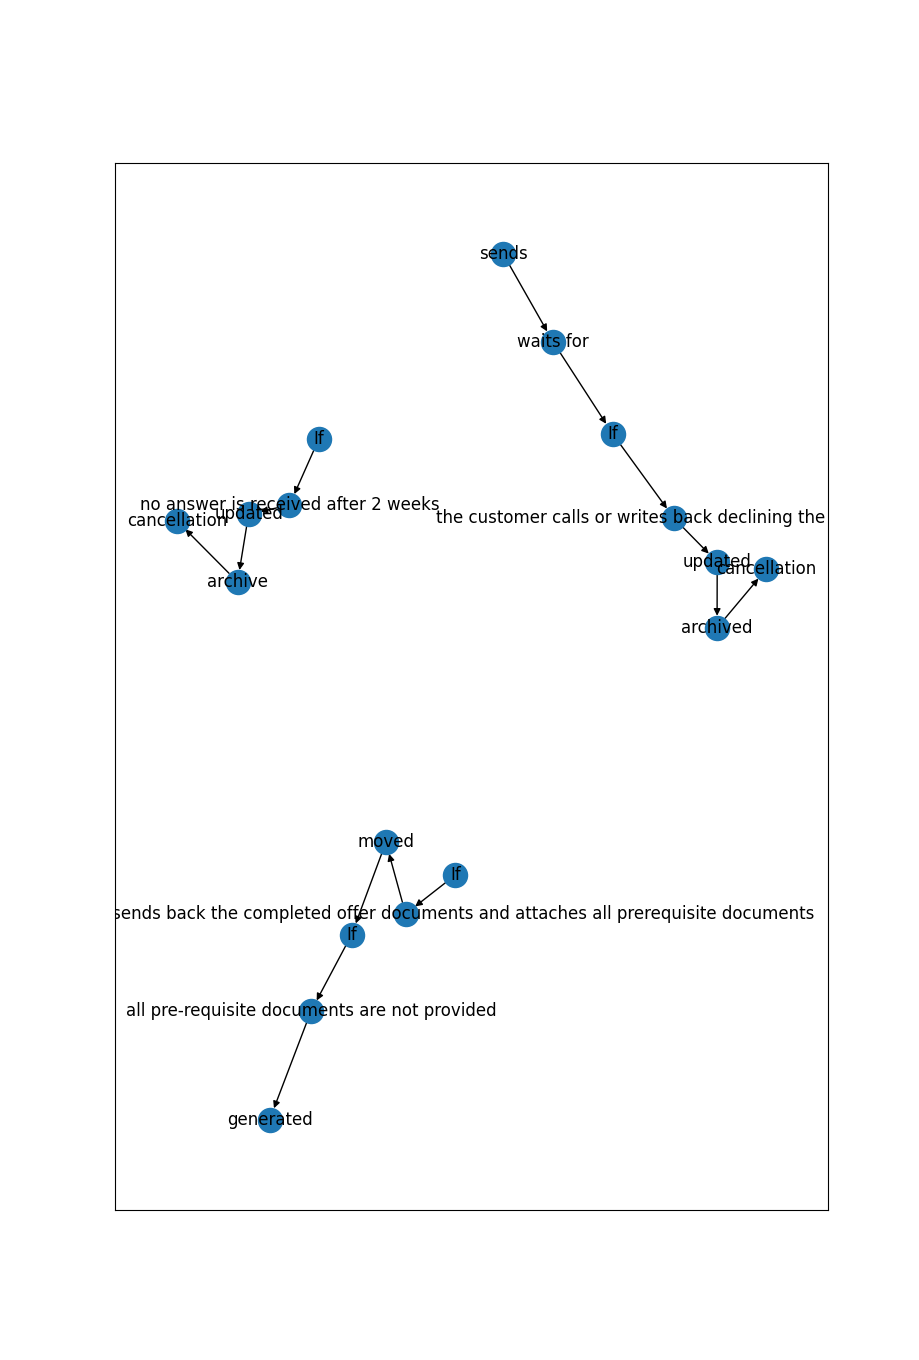 sends
waits for
If
If
no answer is received after 2 weeks
updated
cancellation
the customer calls or writes back declining the
updated
cancellation
archive
archived
moved
If
sends back the completed offer documents and attaches all prerequisite documents
If
all pre-requisite documents are not provided
generated